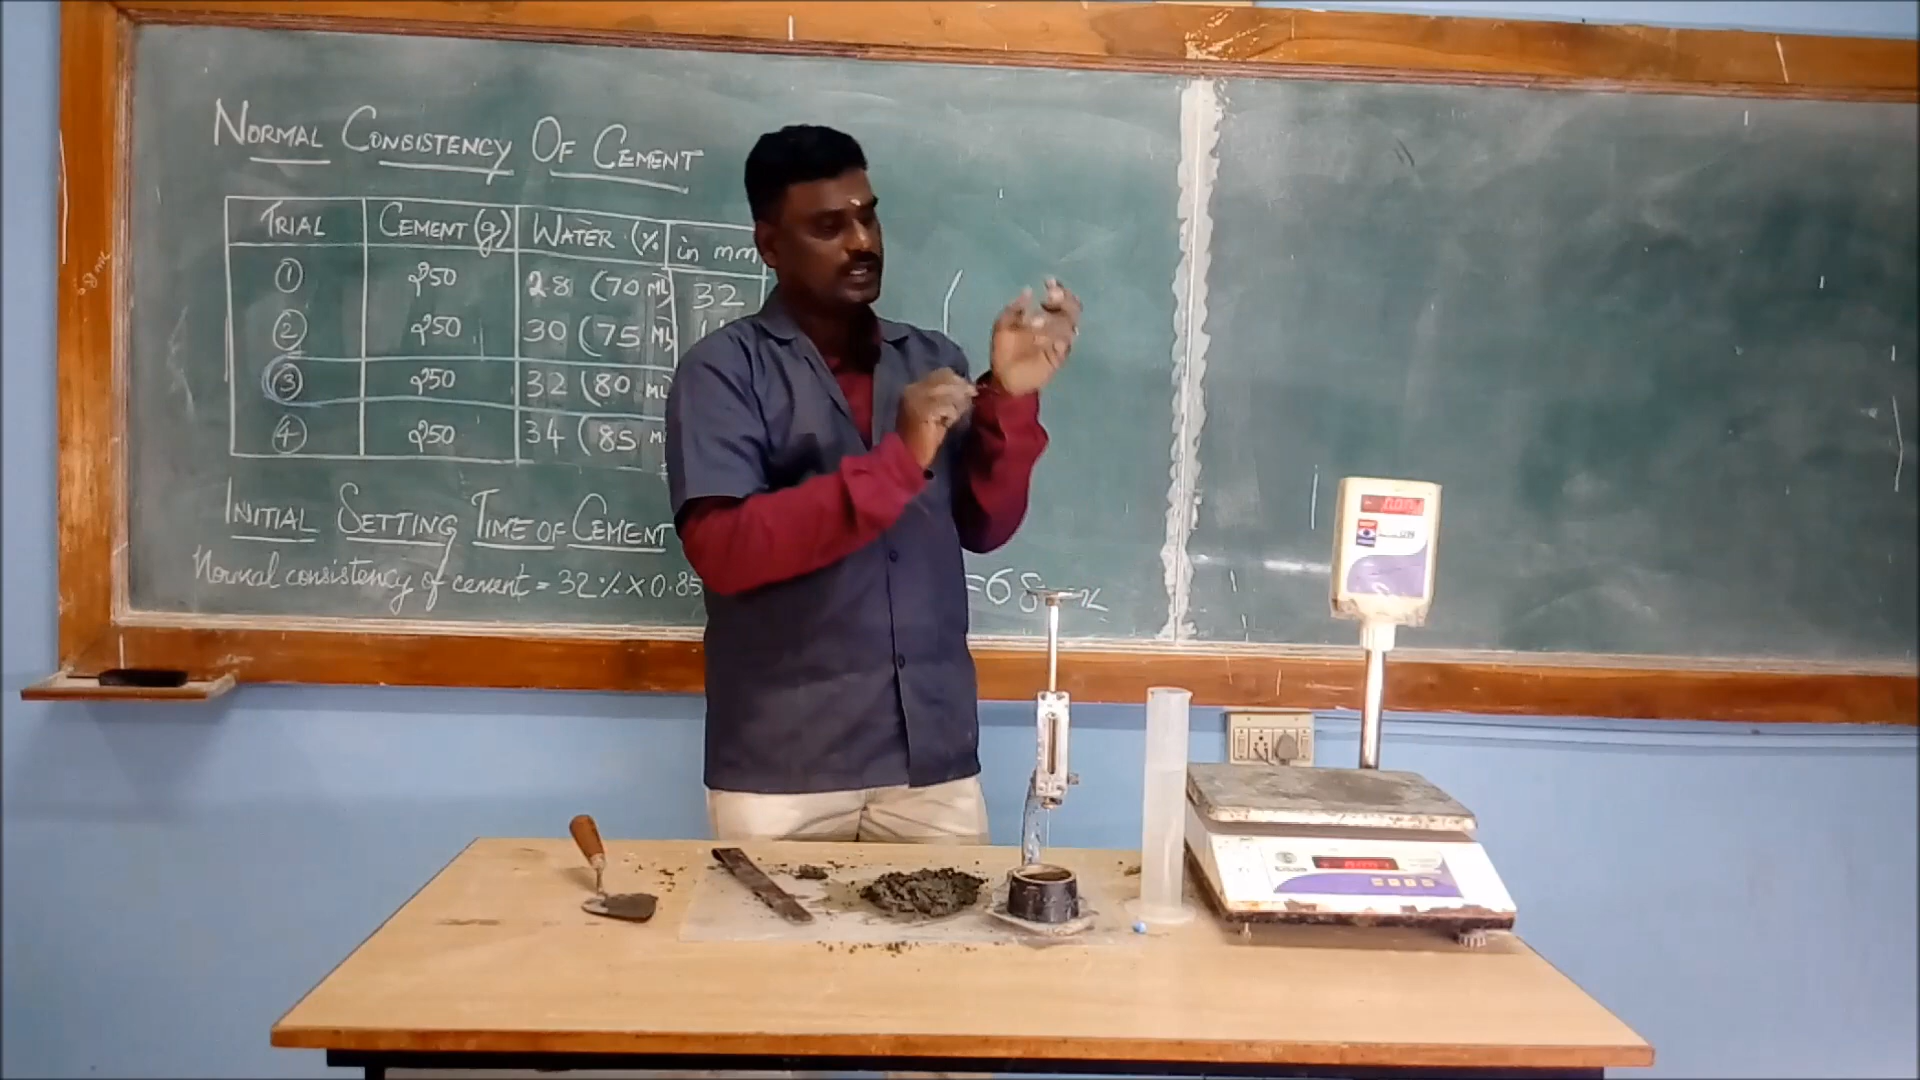 NORMAL CONSISTENCY OF CEMENT
TRIAL CEMENT (g) WATER (% in mm
① 250 28 (70 ML) 32
② 250 30 (75 ML)
③ 250 32 (80 ML
④ 250 34 (85 M
INITIAL SETTING TIME OF CEMENT
Normal consistency of cement = 32 % X 0.85